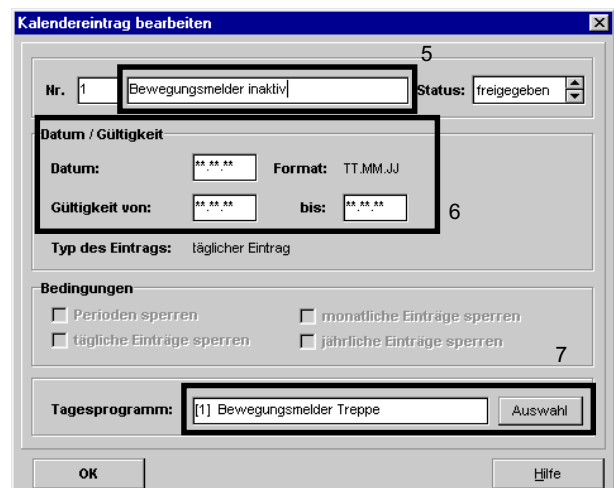 Kalendereintrag bearbeiten
5
Nr. 1 Bewegungsmelder inaktiv Status: freigegeben
Datum / Gültigkeit
Datum: **.**.** Format: TT.MM.JJ
Gültigkeit von: **.**.** bis: **.**.**
6
Typ des Eintrags: täglicher Eintrag
Bedingungen
Perioden sperren monatliche Einträge sperren
tägliche Einträge sperren jährliche Einträge sperren
7
Tagesprogramm: [1] Bewegungsmelder Treppe Auswahl
OK Hilfe